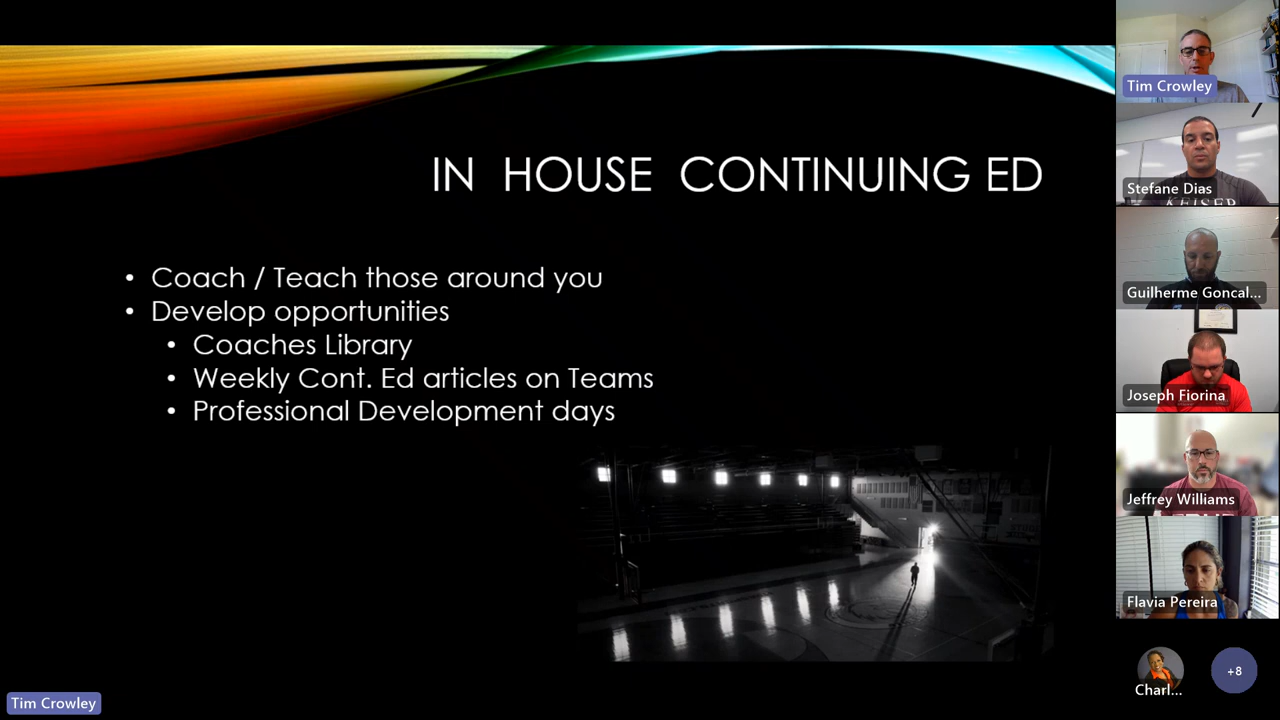 IN HOUSE CONTINUING ED
• Coach / Teach those around you
• Develop opportunities
• Coaches Library
• Weekly Cont. Ed articles on Teams
• Professional Development days
Tim Crowley
Tim Crowley
Stefane Dias
KEISER
Guilherme Goncal...
Joseph Fiorina
Jeffrey Williams
Flavia Pereira
Charl...
+8